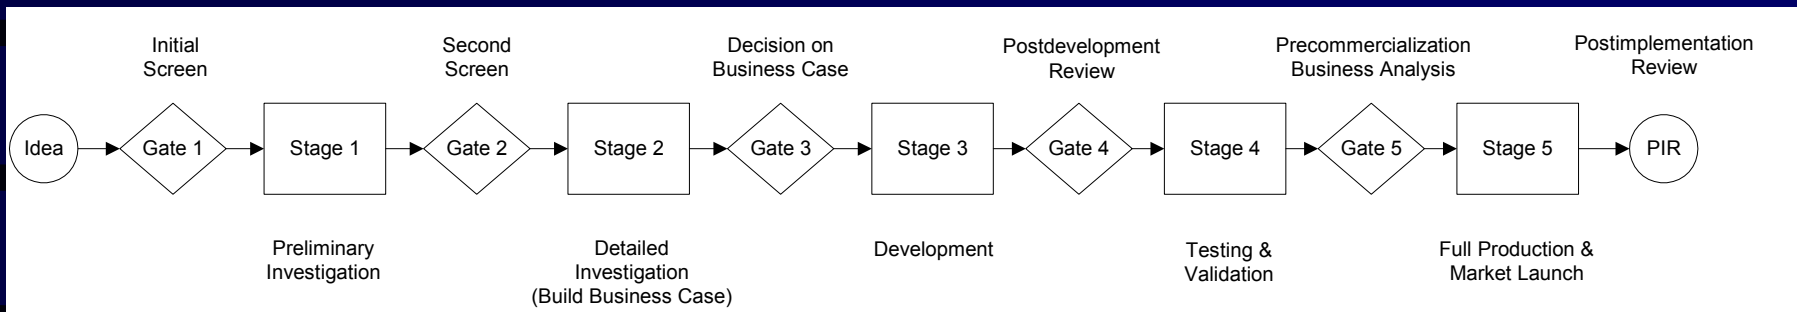 Initial
Screen
Second
Screen
Decision on
Business Case
Postdevelopment
Review
Precommercialization
Business Analysis
Postimplementation
Review
Idea
Gate 1
Stage 1
Gate 2
Stage 2
Gate 3
Stage 3
Gate 4
Stage 4
Gate 5
Stage 5
PIR
Preliminary
Investigation
Detailed
Investigation
(Build Business Case)
Development
Testing &
Validation
Full Production &
Market Launch